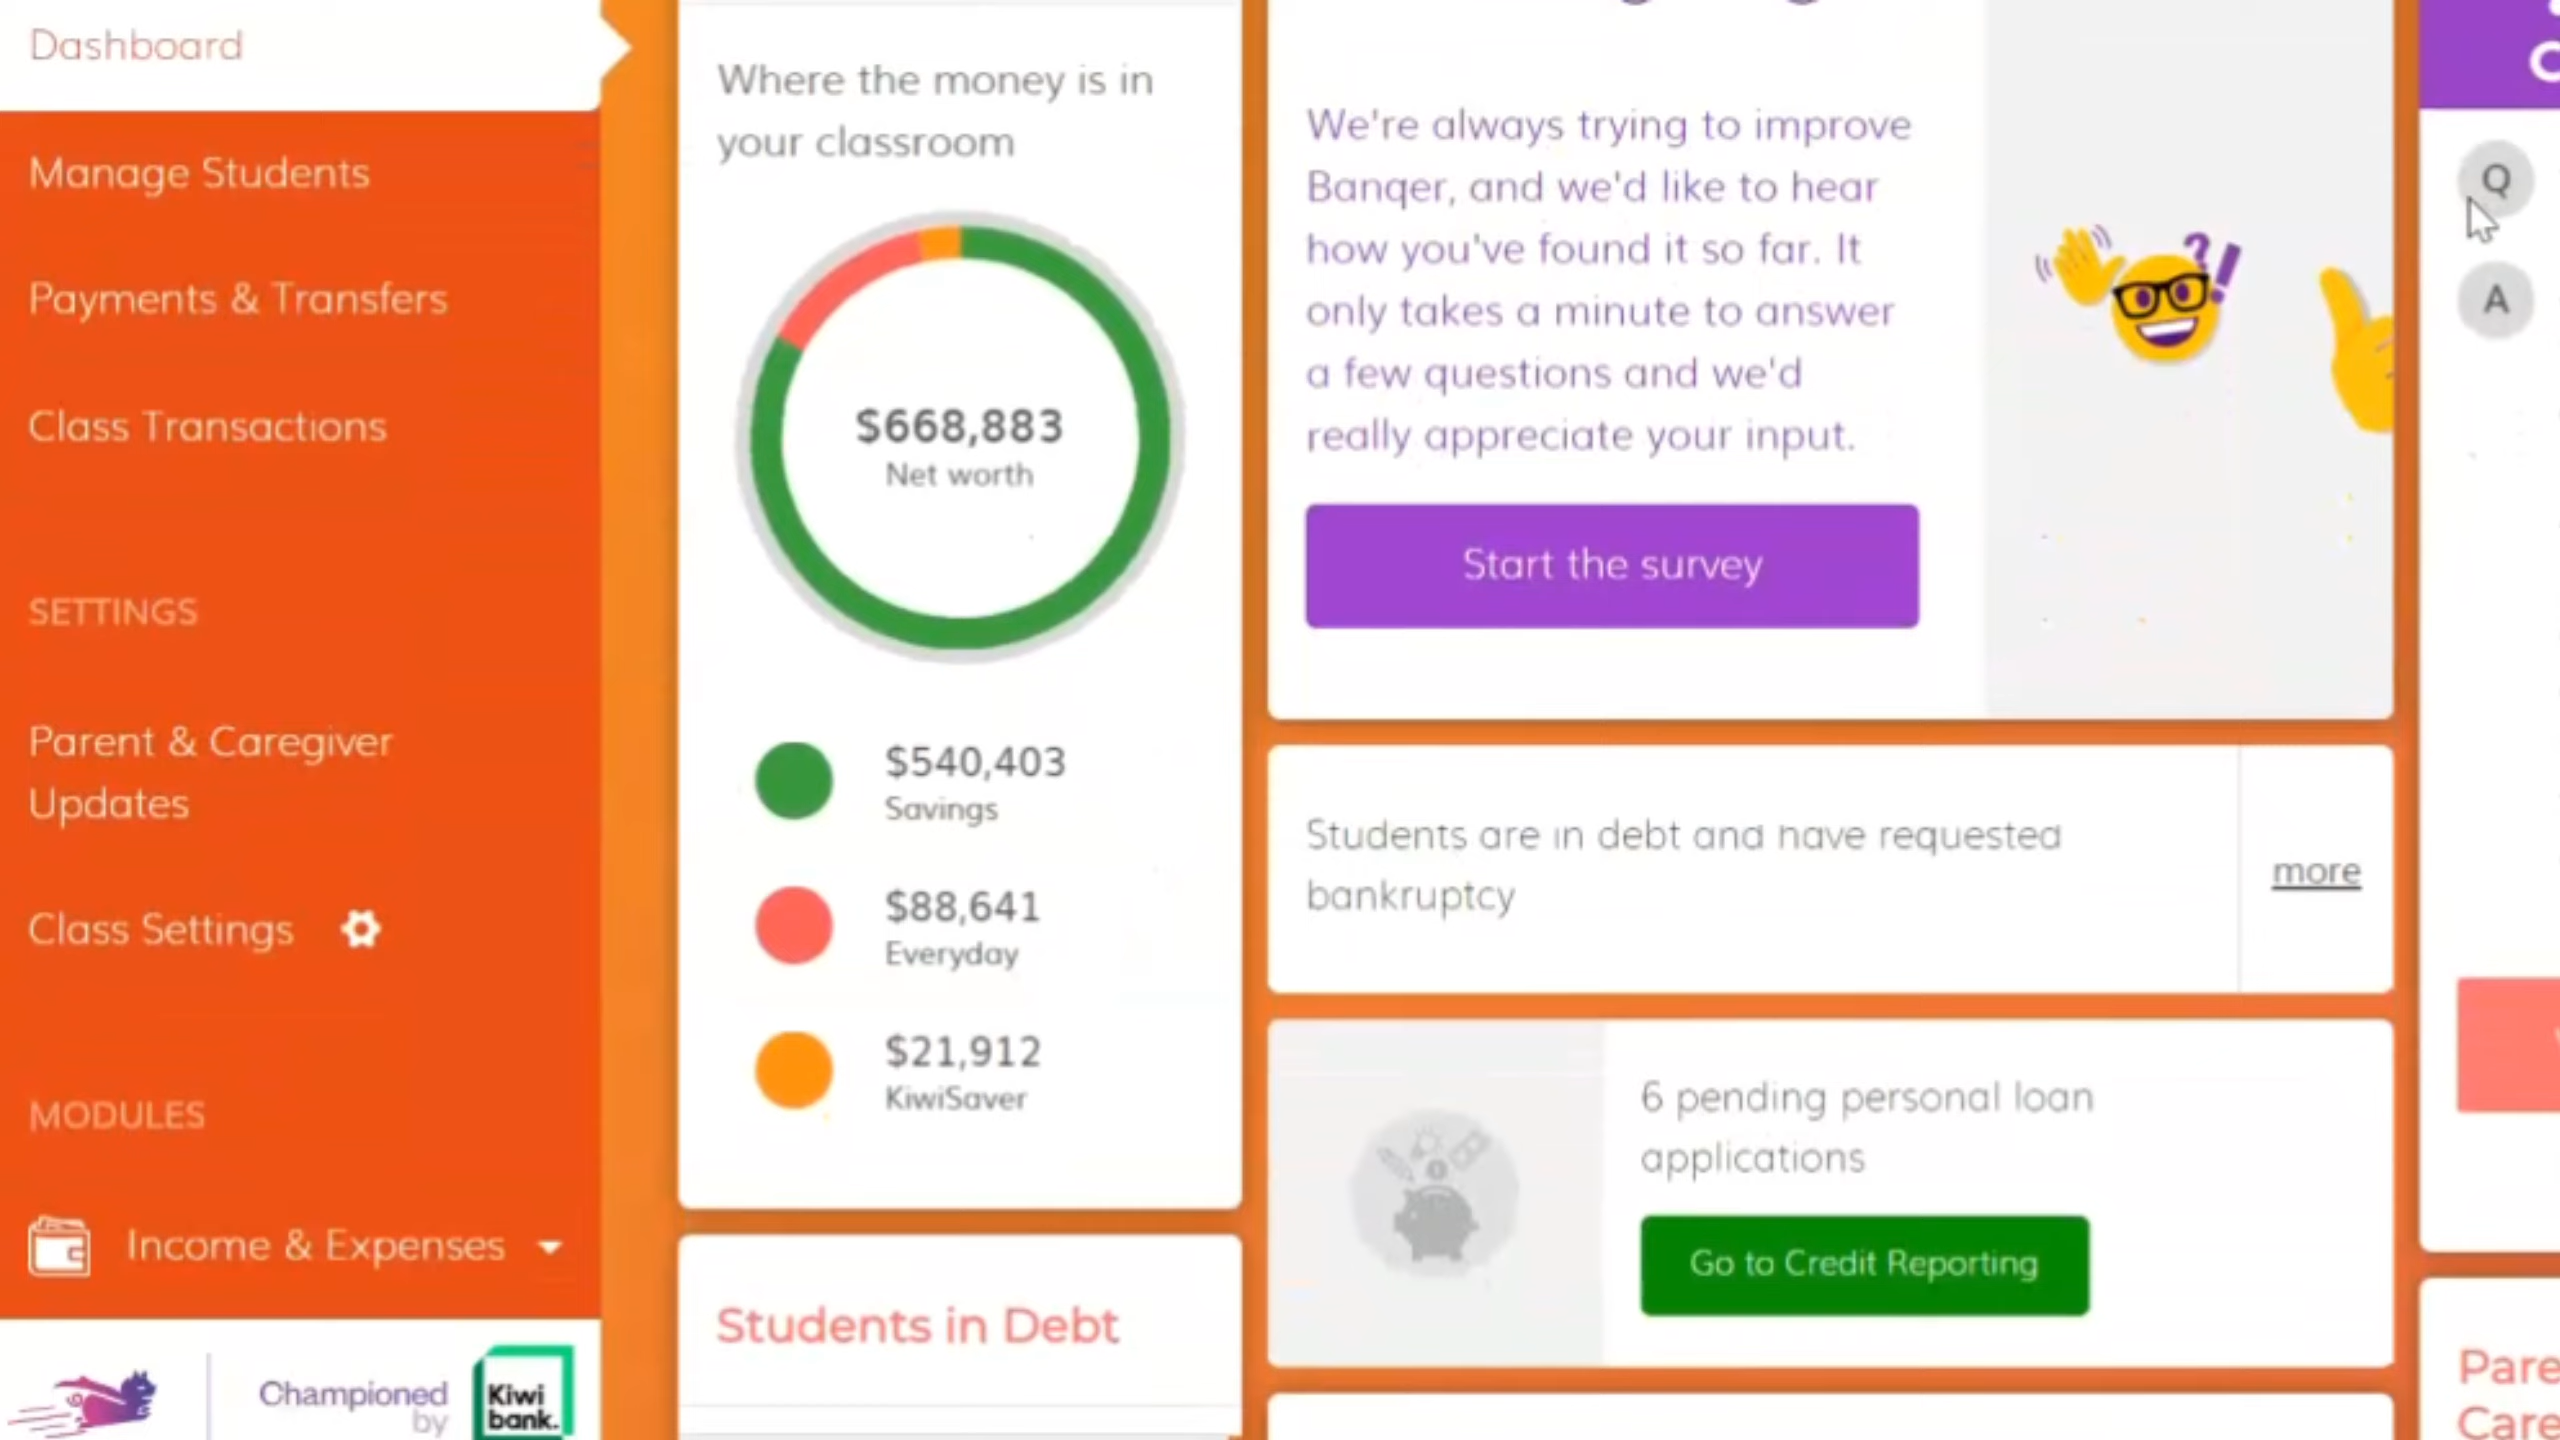 Dashboard
Manage Students
Payments & Transfers
Class Transactions
SETTINGS
Parent & Caregiver
Updates
Class Settings
MODULES
Income & Expenses
Championed
by
Kiwi
bank.
Where the money is in
your classroom
$668,883
Net worth
$540,403
Savings
$88,641
Everyday
$21,912
KiwiSaver
Students in Debt
We're always trying to improve
Banqer, and we'd like to hear
how you've found it so far. It
only takes a minute to answer
a few questions and we'd
really appreciate your input.
Start the survey
Students are in debt and have requested
bankruptcy
more
6 pending personal loan
applications
Go to Credit Reporting
Q
A